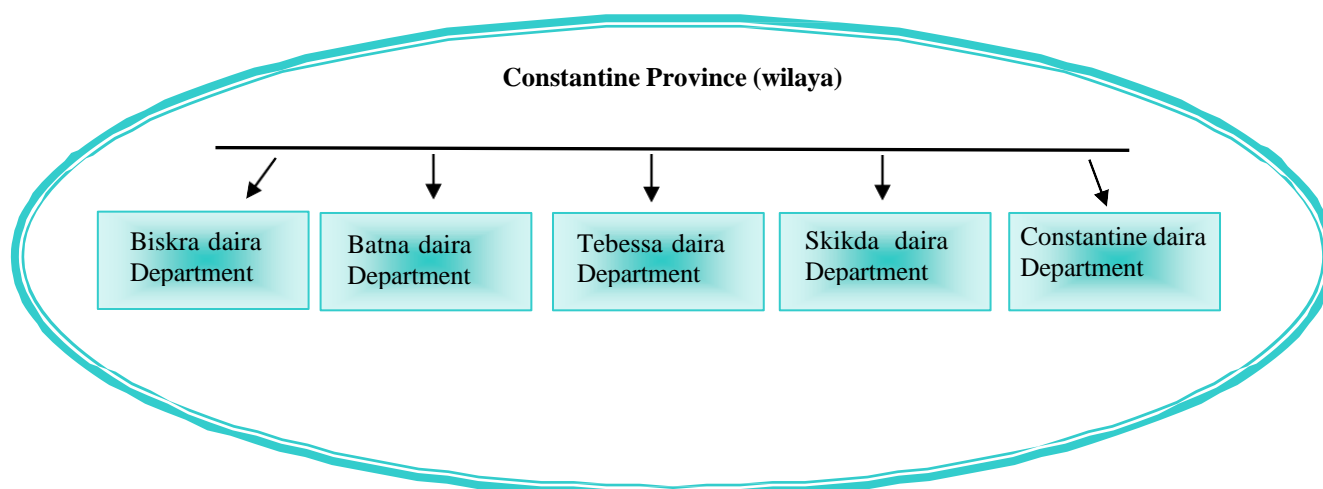 Constantine Province (wilaya)
Biskra daira
Department
Batna daira
Department
Tebessa daira
Department
Skikda daira
Department
Constantine daira
Department